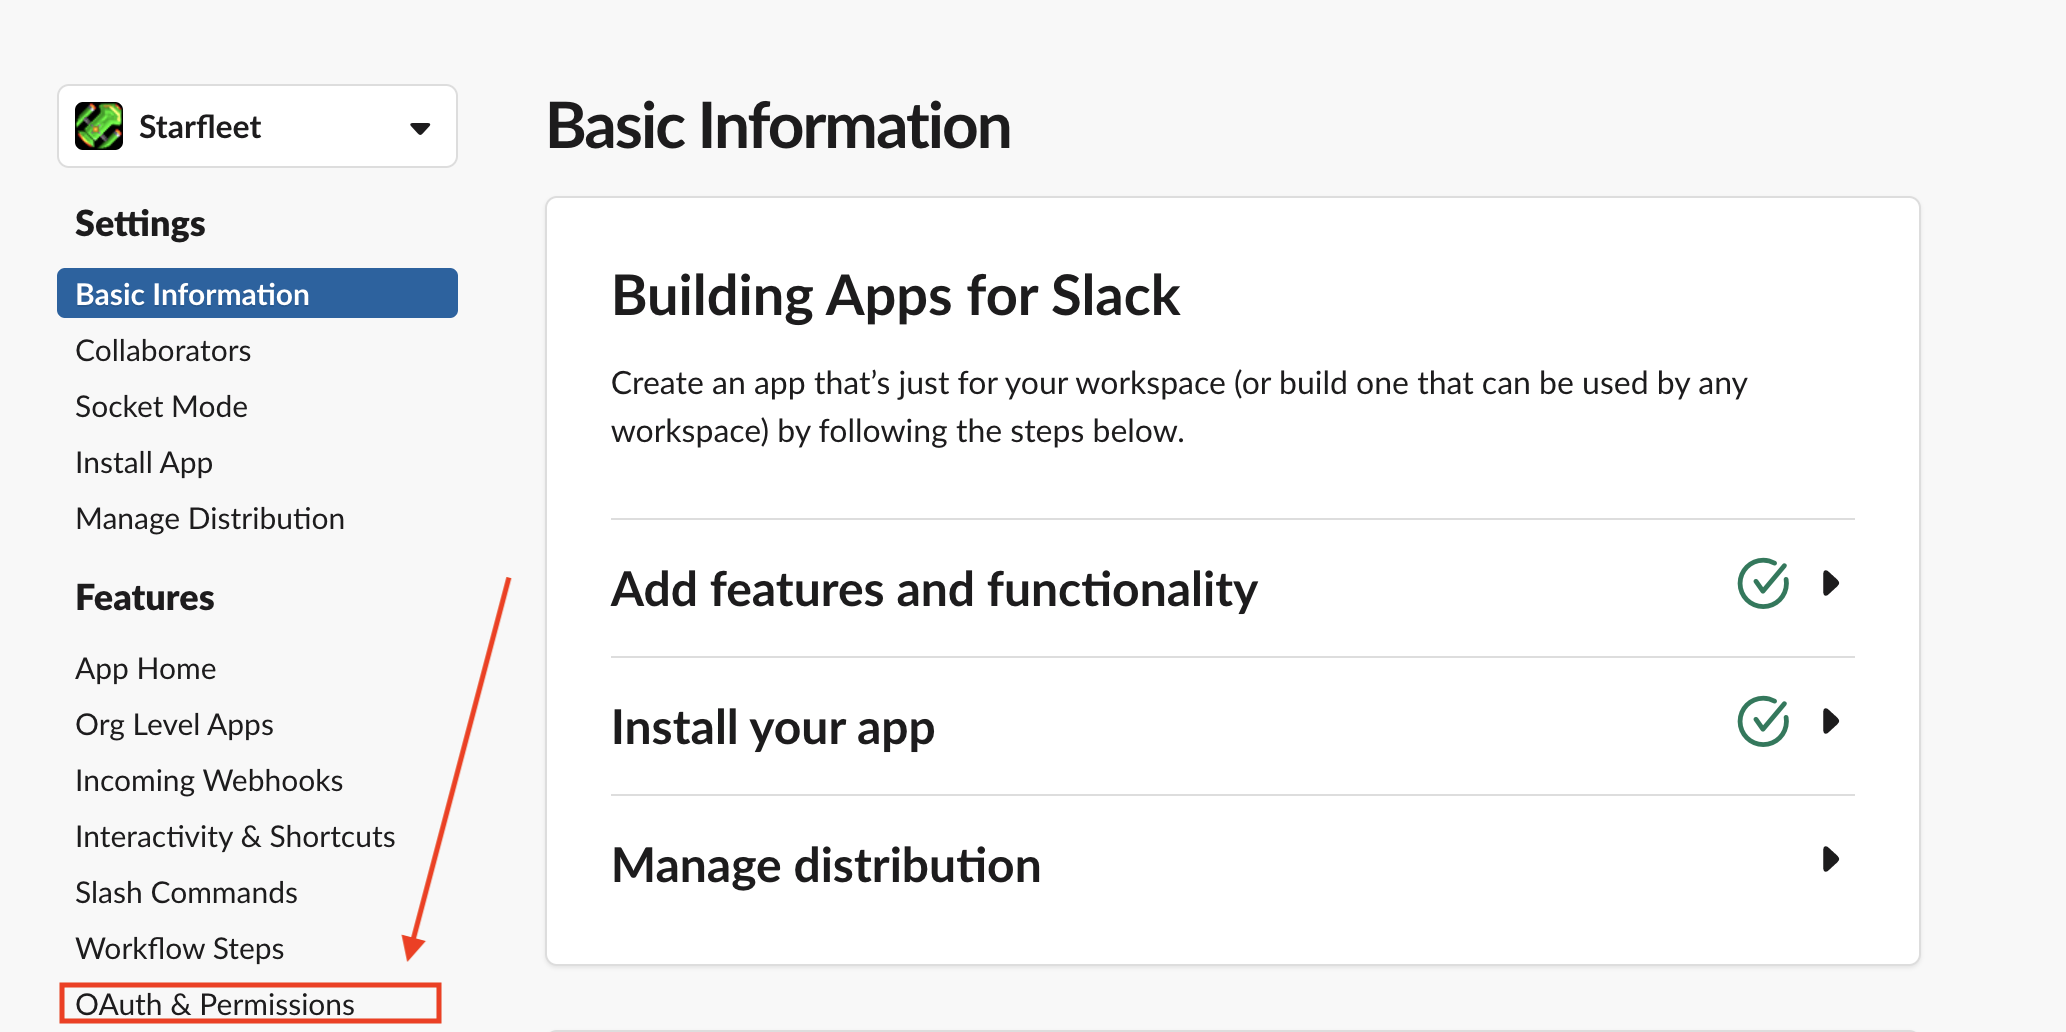 Starfleet
Settings
Basic Information
Collaborators
Socket Mode
Install App
Manage Distribution
Features
App Home
Org Level Apps
Incoming Webhooks
Interactivity & Shortcuts
Slash Commands
Workflow Steps
OAuth & Permissions
Basic Information
Building Apps for Slack
Create an app that’s just for your workspace (or build one that can be used by any
workspace) by following the steps below.
Add features and functionality
Install your app
Manage distribution